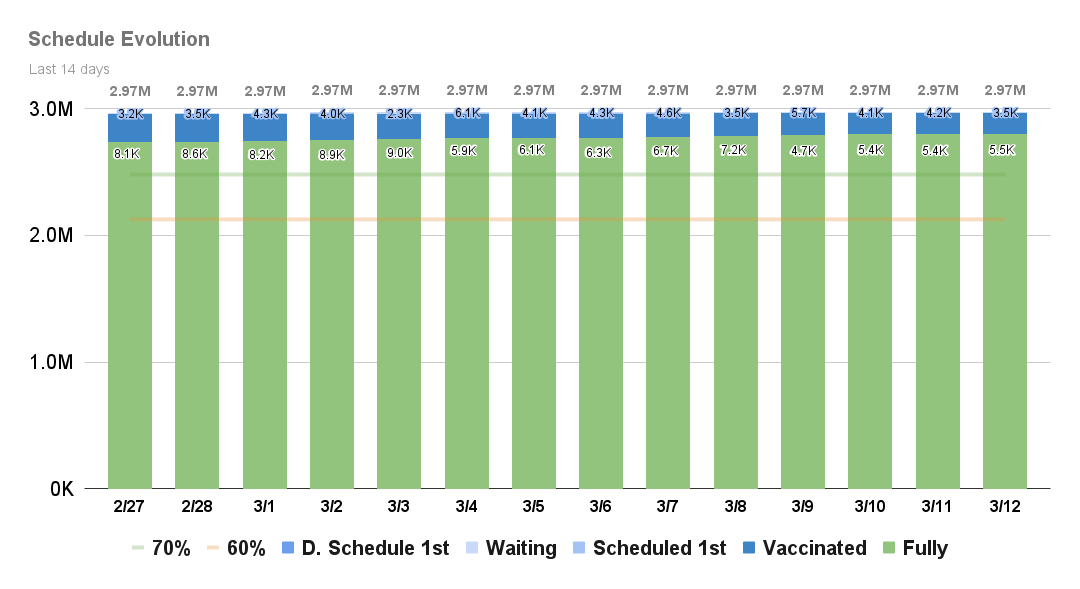 Schedule Evolution
Last 14 days
2.97M 2.97M 2.97M 2.97M 2.97M 2.97M 2.97M 2.97M 2.97M 2.97M 2.97M 2.97M 2.97M 2.97M
3.0M
3.2K 3.5K 4.3K 4.0K 2.3K 6.1K 4.1K 4.3K 4.6K 3.5K 5.7K 4.1K 4.2K 3.5K
8.1K 8.6K 8.2K 8.9K 9.0K 5.9K 6.1K 6.3K 6.7K 7.2K 4.7K 5.4K 5.4K 5.5K
2.0M
1.0M
0K
2/27 2/28 3/1 3/2 3/3 3/4 3/5 3/6 3/7 3/8 3/9 3/10 3/11 3/12
70% 60% D. Schedule 1st Waiting Scheduled 1st Vaccinated Fully